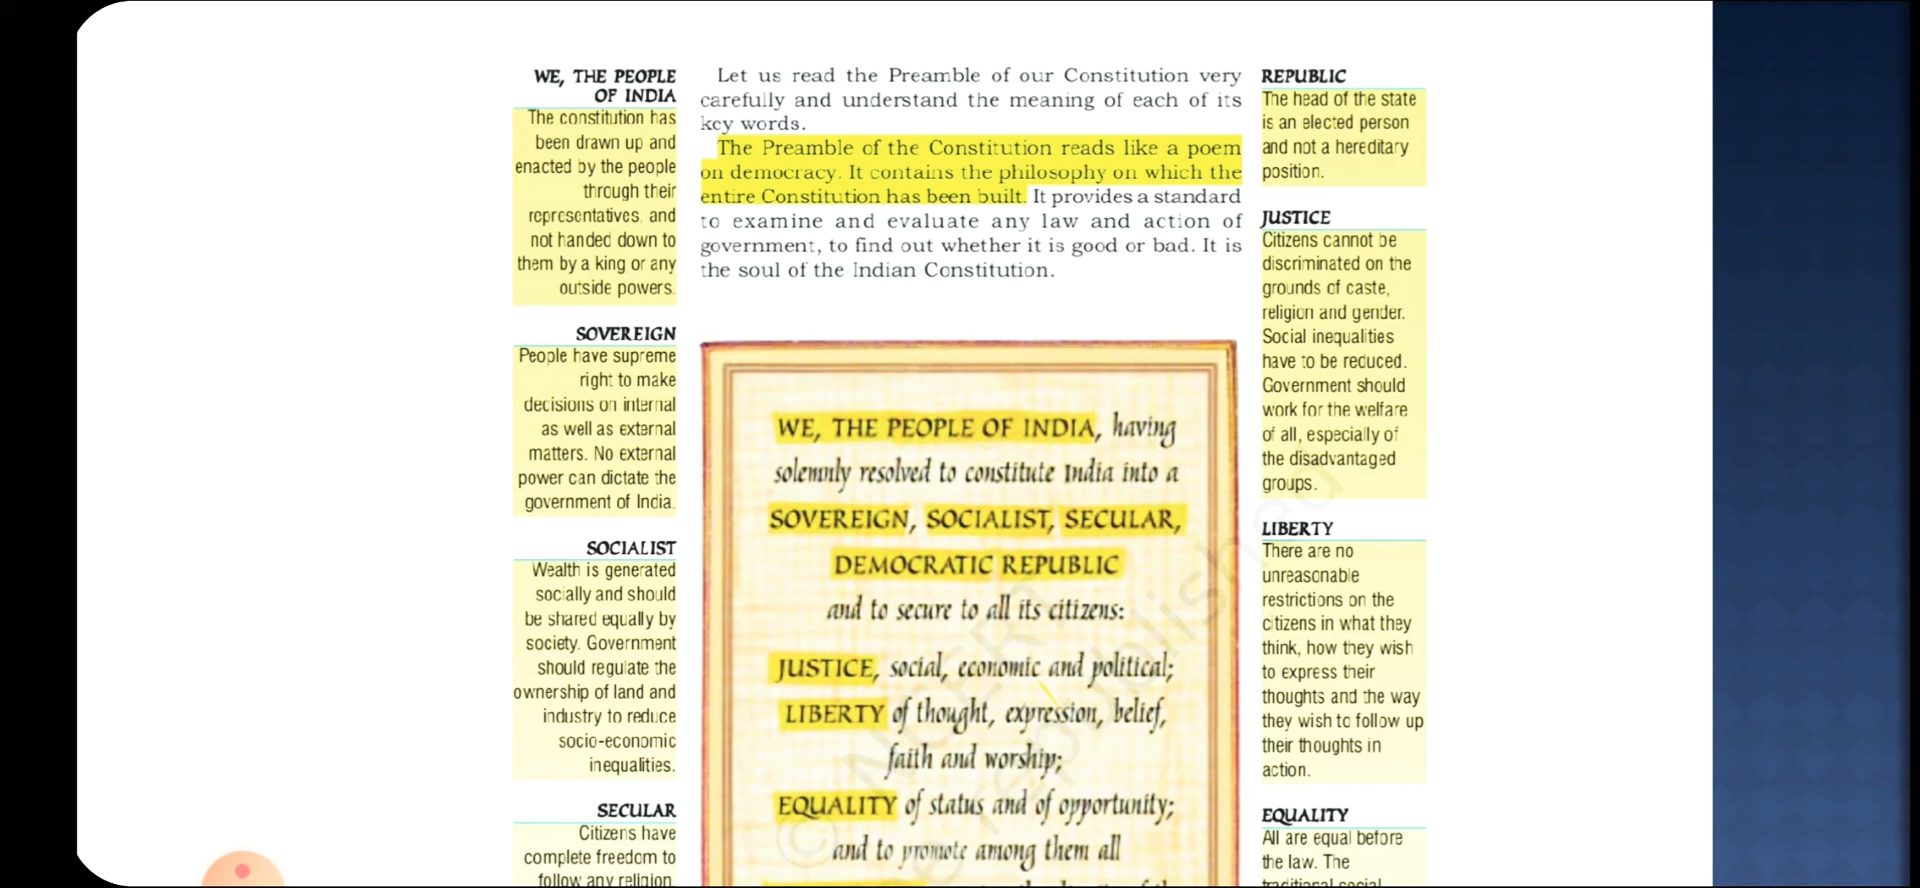 WE, THE PEOPLE
OF INDIA
The constitution has
been drawn up and
enacted by the people
through their
representatives, and
not handed down to
them by a king or any
outside powers.
SOVEREIGN
People have supreme
right to make
decisions on internal
as well as external
matters. No external
power can dictate the
government of India.
SOCIALIST
Wealth is generated
socially and should
be shared equally by
society. Government
should regulate the
ownership of land and
industry to reduce
socio-economic
inequalities.
SECULAR
Citizens have
complete freedom to
follow any religion.
Let us read the Preamble of our Constitution very
carefully and understand the meaning of each of its
key words.
The Preamble of the Constitution reads like a poem
on democracy. It contains the philosophy on which the
entire Constitution has been built. It provides a standard
to examine and evaluate any law and action of
government, to find out whether it is good or bad. It is
the soul of the Indian Constitution.
WE, THE PEOPLE OF INDIA, having
solemnly resolved to constitute India into a
SOVEREIGN, SOCIALIST, SECULAR,
DEMOCRATIC REPUBLIC
and to secure to all its citizens:
JUSTICE, social, economic and political;
LIBERTY of thought, expression, belief,
faith and worship;
EQUALITY of status and of opportunity;
and to promote among them all
REPUBLIC
The head of the state
is an elected person
and not a hereditary
position.
JUSTICE
Citizens cannot be
discriminated on the
grounds of caste,
religion and gender.
Social inequalities
have to be reduced.
Government should
work for the welfare
of all, especially of
the disadvantaged
groups.
LIBERTY
There are no
unreasonable
restrictions on the
citizens in what they
think, how they wish
to express their
thoughts and the way
they wish to follow up
their thoughts in
action.
EQUALITY
All are equal before
the law. The
traditional social
© NCERT
republished